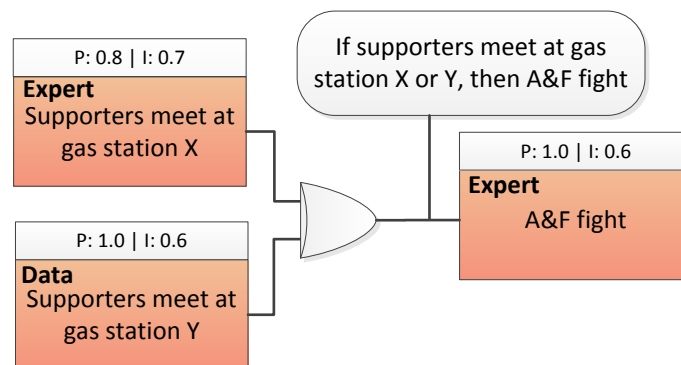 P: 0.8 | I: 0.7
Expert
Supporters meet at
gas station X
P: 1.0 | I: 0.6
Data
Supporters meet at
gas station Y
If supporters meet at gas
station X or Y, then A&F fight
P: 1.0 | I: 0.6
Expert
A&F fight